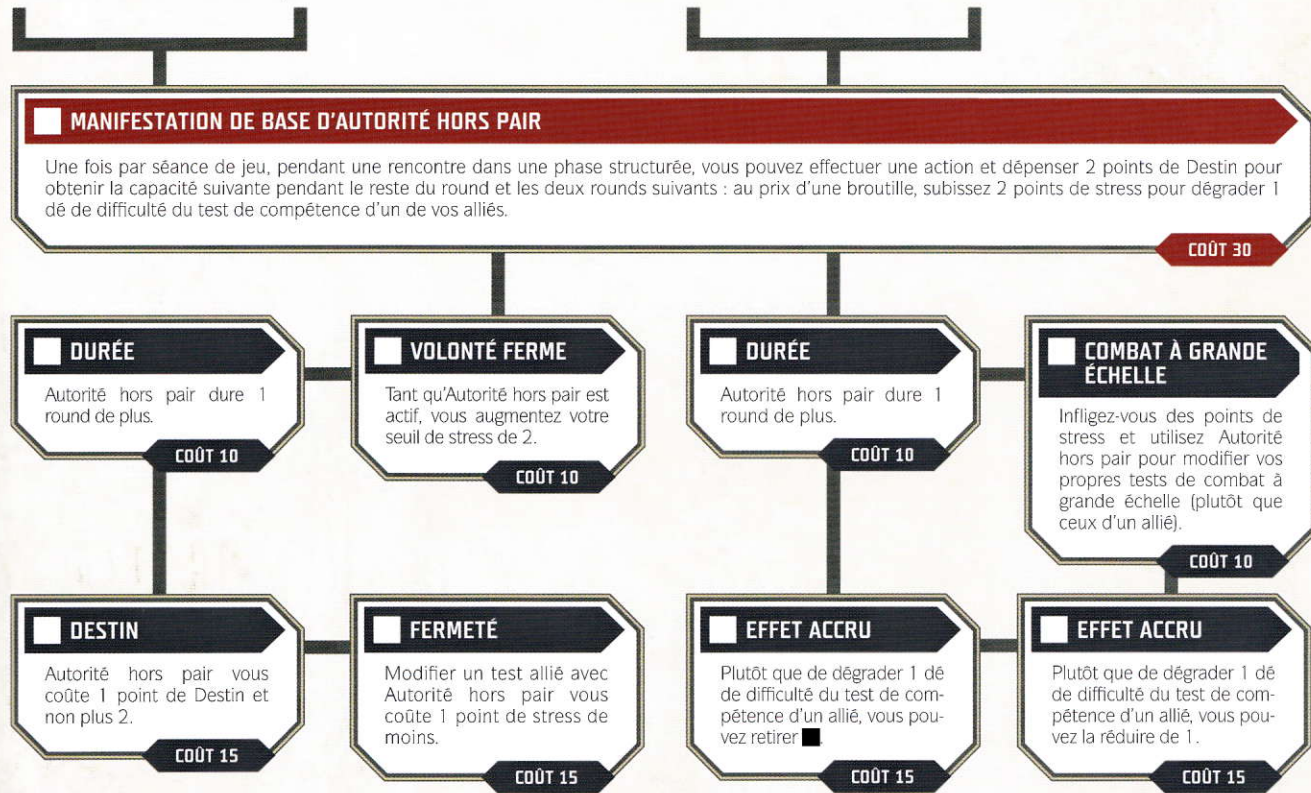 MANIFESTATION DE BASE D'AUTORITÉ HORS PAIR
Une fois par séance de jeu, pendant une rencontre dans une phase structurée, vous pouvez effectuer une action et dépenser 2 points de Destin pour
obtenir la capacité suivante pendant le reste du round et les deux rounds suivants : au prix d'une broutille, subissez 2 points de stress pour dégrader 1
dé de difficulté du test de compétence d'un de vos alliés.
COÛT 30
DURÉE
Autorité hors pair dure 1
round de plus.
COÛT 10
VOLONTÉ FERME
Tant qu'Autorité hors pair est
actif, vous augmentez votre
seuil de stress de 2.
COÛT 10
DURÉE
Autorité hors pair dure 1
round de plus.
COÛT 10
COMBAT À GRANDE
ÉCHELLE
Infligez-vous des points de
stress et utilisez Autorité
hors pair pour modifier vos
propres tests de combat à
grande échelle (plutôt que
ceux d'un allié).
COÛT 10
DESTIN
Autorité hors pair vous
coûte 1 point de Destin et
non plus 2.
COÛT 15
FERMETÉ
Modifier un test allié avec
Autorité hors pair vous
coûte 1 point de stress de
moins.
COÛT 15
EFFET ACCRU
Plutôt que de dégrader 1 dé
de difficulté du test de com-
pétence d'un allié, vous pou-
vez retirer ■.
COÛT 15
EFFET ACCRU
Plutôt que de dégrader 1 dé
de difficulté du test de com-
pétence d'un allié, vous pou-
vez la réduire de 1.
COÛT 15